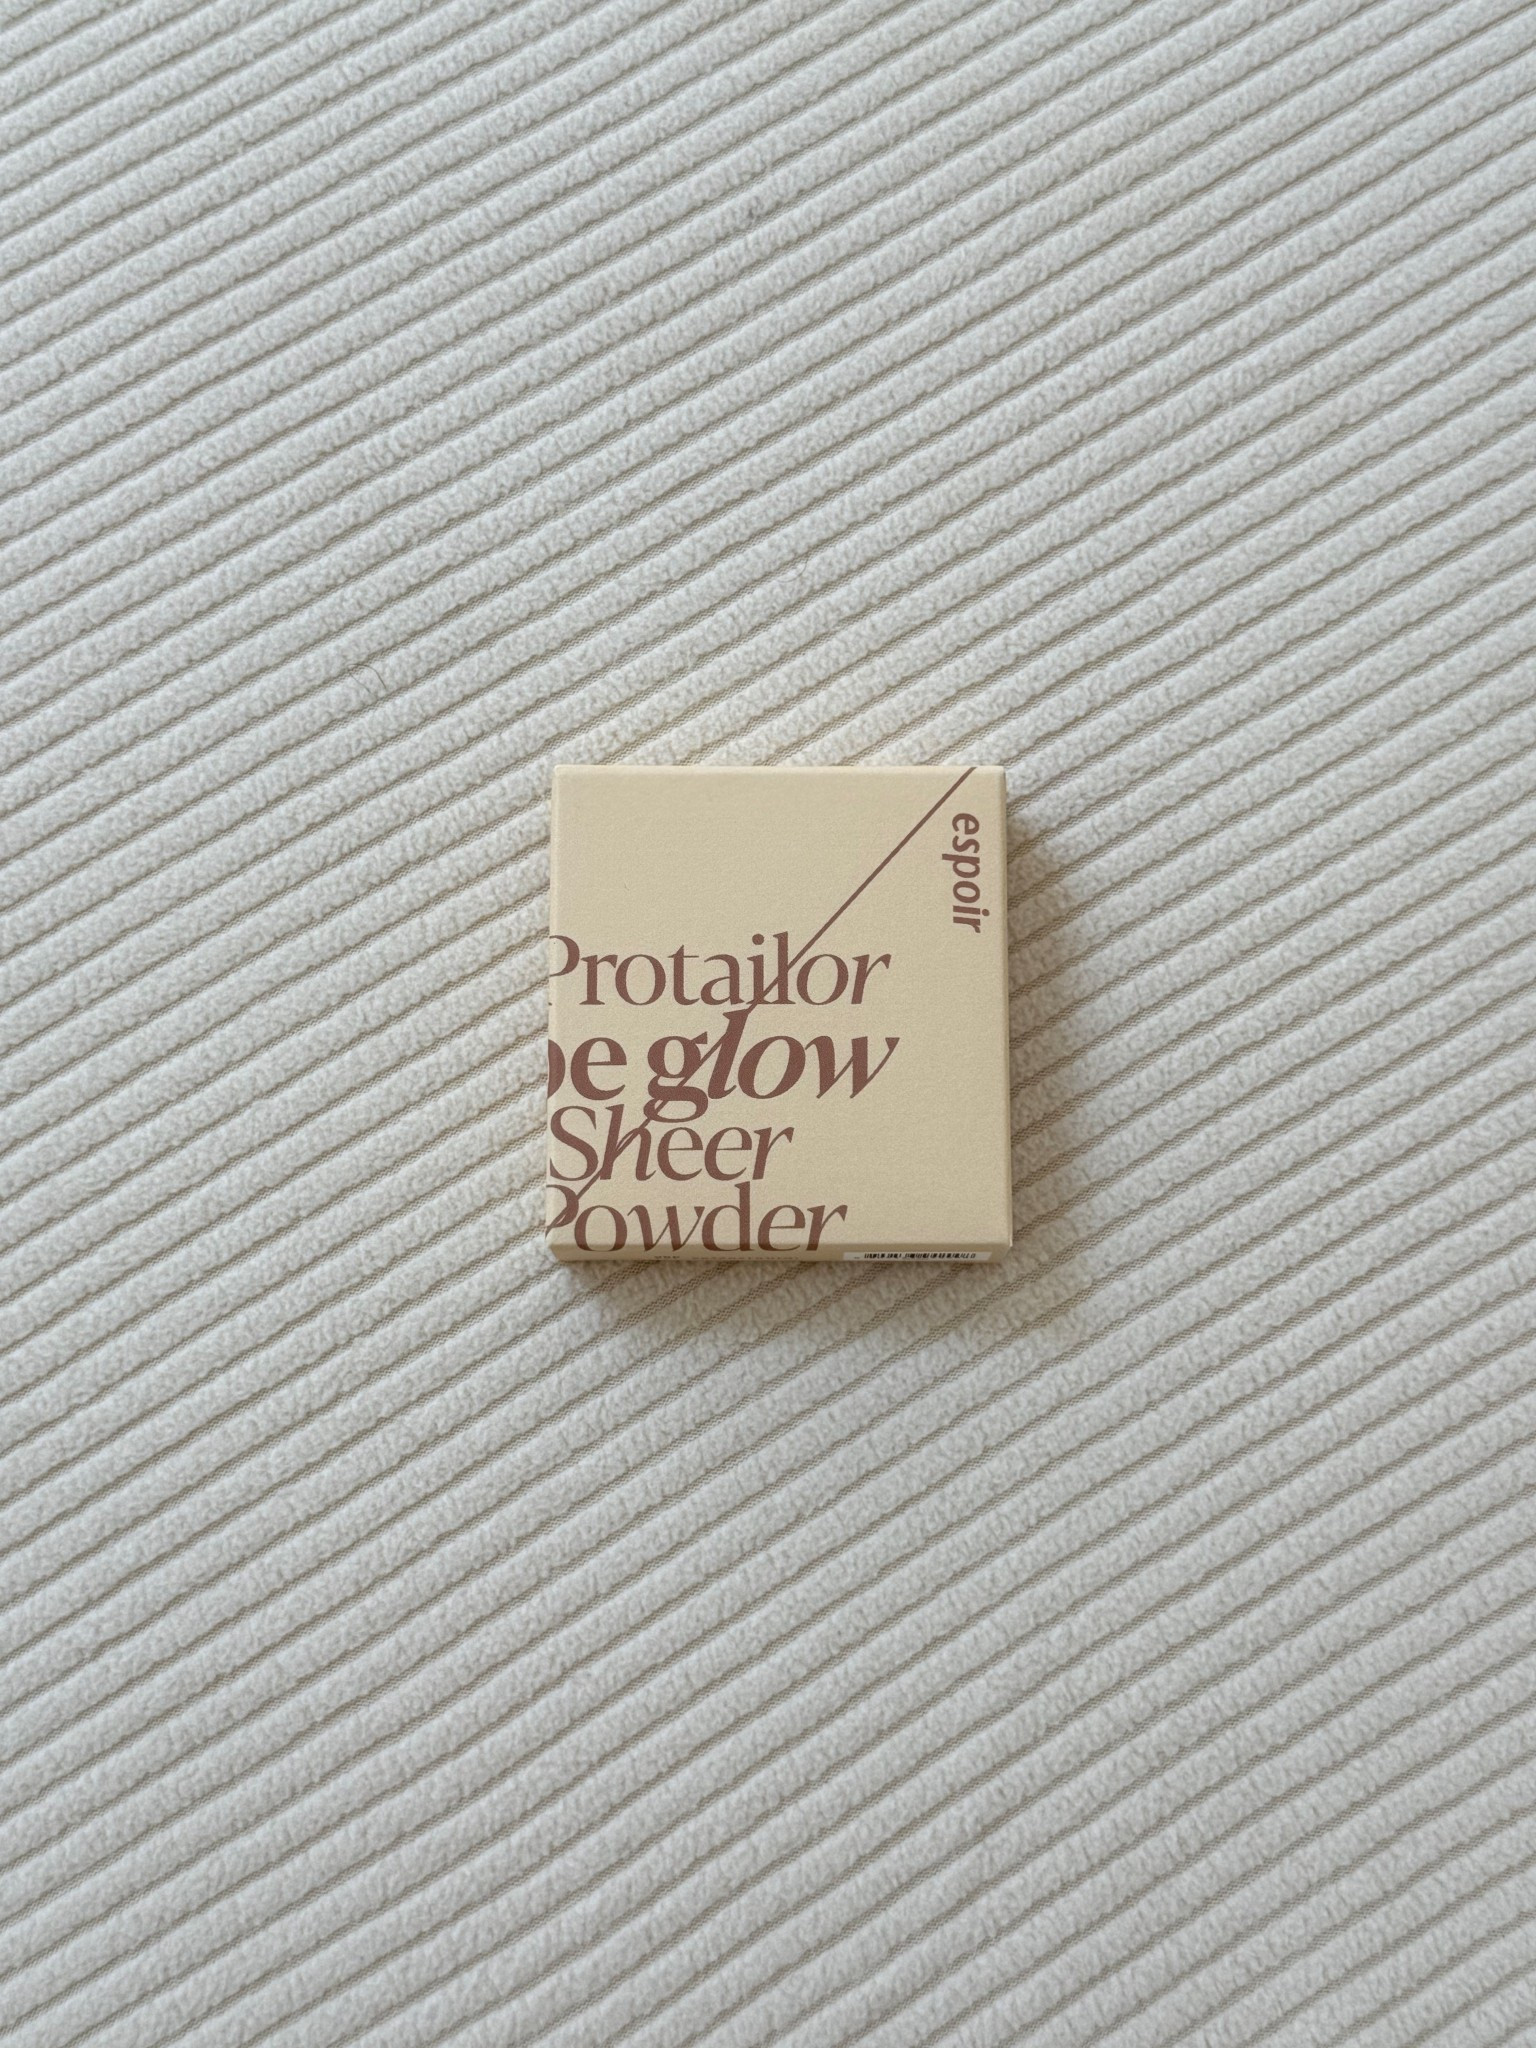 espoir
Protailor
be glow
Sheer
Powder